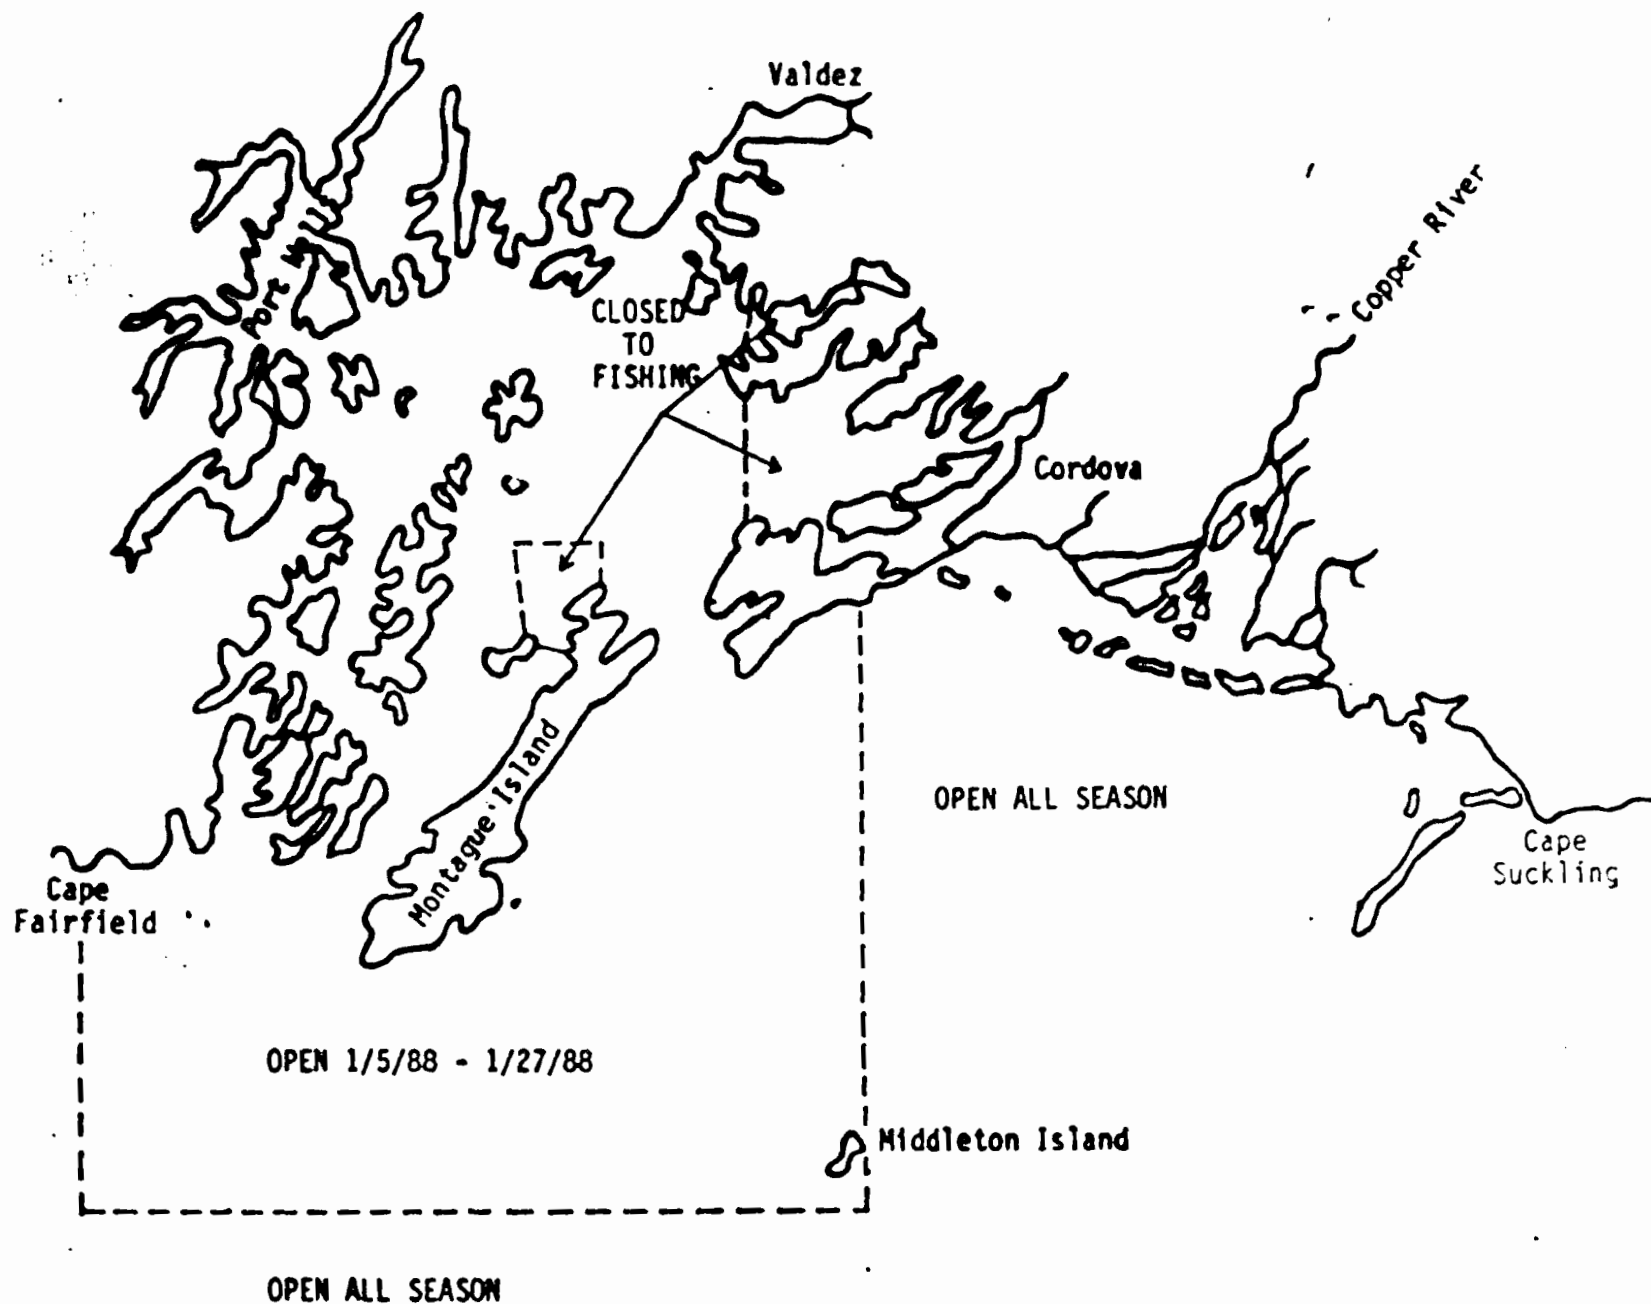 Valdez
Copper River
Port
CLOSED
TO
FISHING
Cordova
Montague Island
OPEN ALL SEASON
Cape
Suckling
Cape
Fairfield
OPEN 1/5/88 - 1/27/88
Middleton Island
OPEN ALL SEASON